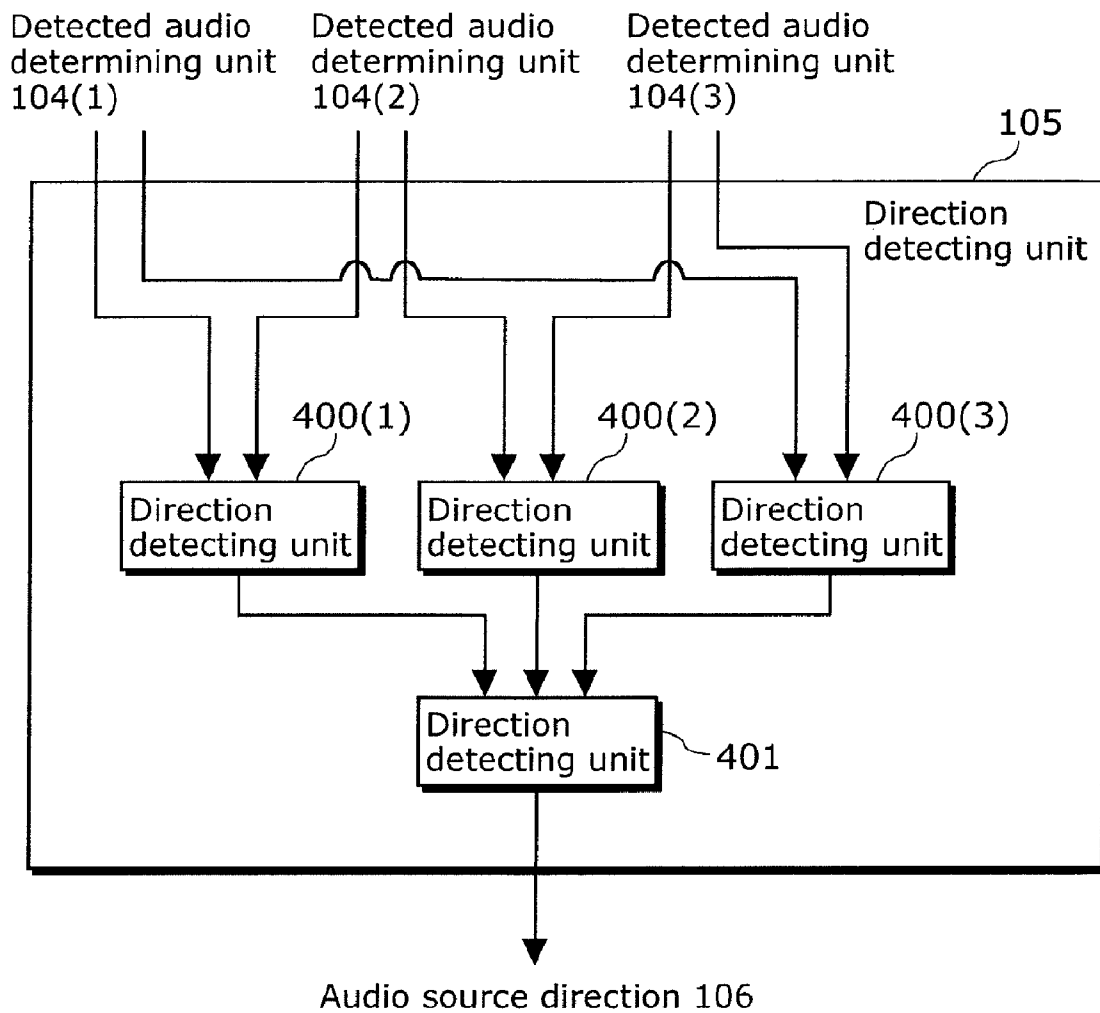 Detected audio
determining unit
104(1)
Detected audio
determining unit
104(2)
Detected audio
determining unit
104(3)
105
Direction
detecting unit
400(1)
400(2)
400(3)
Direction
detecting unit
Direction
detecting unit
Direction
detecting unit
Direction
detecting unit
401
Audio source direction 106